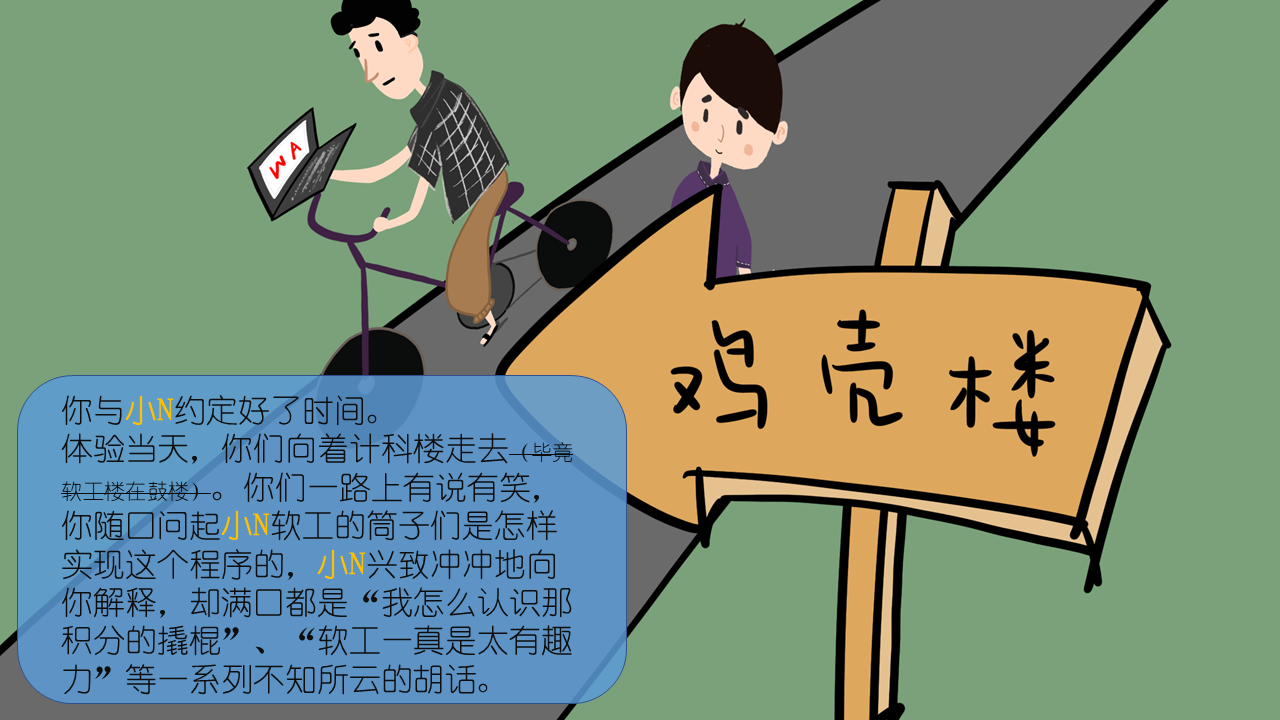 WA
鸡壳楼
你与小N约定好了时间。
体验当天，你们向着计科楼走去（毕竟
软工楼在鼓楼）。你们一路上有说有笑，
你随口问起小N软工的筒子们是怎样
实现这个程序的，小N兴致冲冲地向
你解释，却满口都是“我怎么认识那
积分的撬棍”、“软工一真是太有趣
力”等一系列不知所云的胡话。